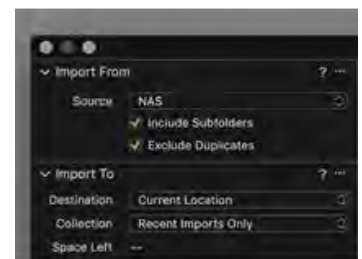 Import From ? ...
Source NAS
Include Subfolders
Exclude Duplicates
Import To ? ...
Destination Current Location
Collection Recent Imports Only
Space Left --